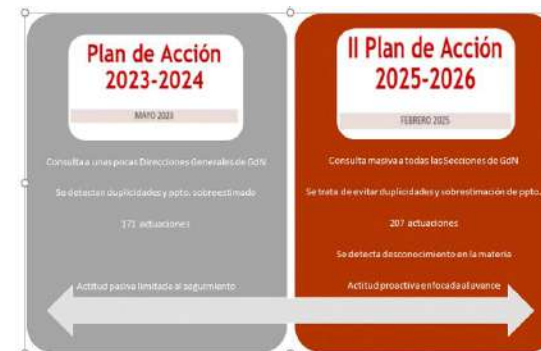 Plan de Acción
2023-2024
MAYO 2023
Consulta a unas pocas Direcciones Generales de GdN
Se detectan duplicidades y ppto. sobreestimado
171 actuaciones
Actitud pasiva limitada al seguimiento
II Plan de Acción
2025-2026
FEBRERO 2025
Consulta masiva a todas las Secciones de GdN
Se trata de evitar duplicidades y sobrestimación de ppto.
207 actuaciones
Se detecta desconocimiento en la materia
Actitud proactiva enfocada al avance